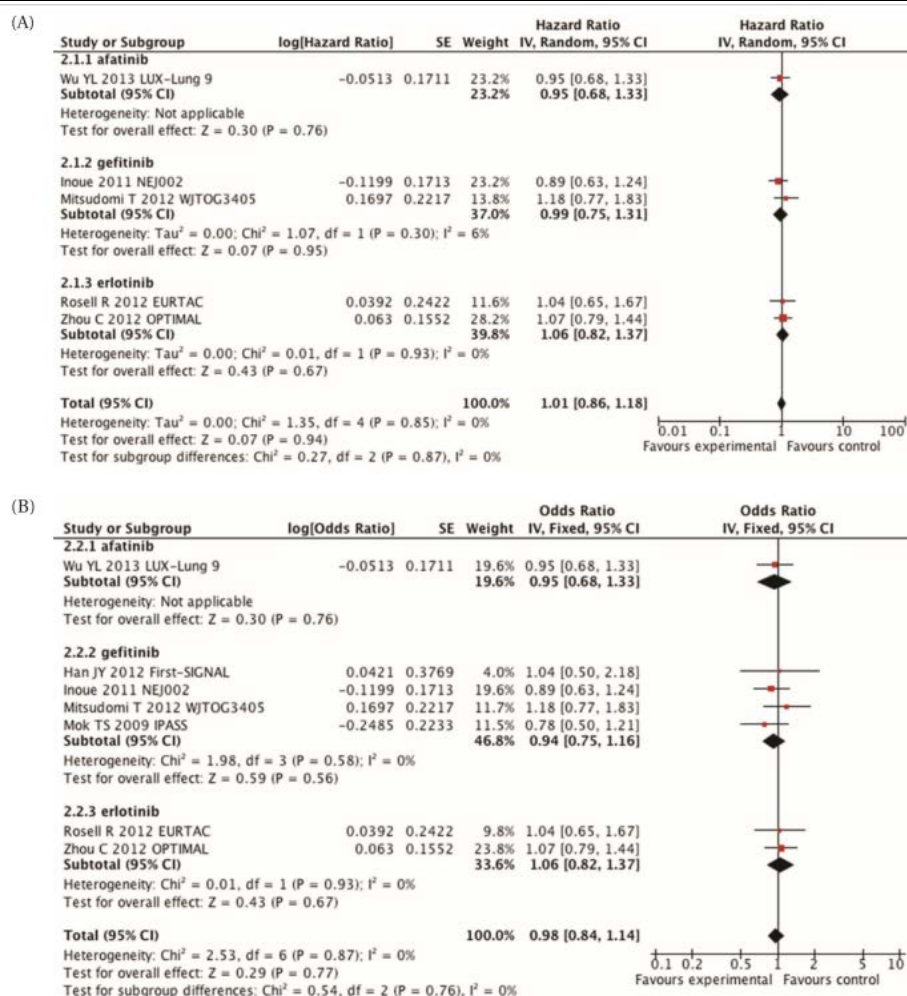 (A)
Hazard Ratio Hazard Ratio
Study or Subgroup log[Hazard Ratio] SE Weight IV, Random, 95% CI IV, Random, 95% CI
2.1.1 afatinib
Wu YL 2013 LUX-Lung 9 -0.0513 0.1711 23.2% 0.95 [0.68, 1.33]
Subtotal (95% CI) 23.2% 0.95 [0.68, 1.33]
Heterogeneity: Not applicable
Test for overall effect: Z = 0.30 (P = 0.76)
2.1.2 gefitinib
Inoue 2011 NEJ002 -0.1199 0.1713 23.2% 0.89 [0.63, 1.24]
Mitsudomi T 2012 WJTOG3405 0.1697 0.2217 13.8% 1.18 [0.77, 1.83]
Subtotal (95% CI) 37.0% 0.99 [0.75, 1.31]
Heterogeneity: Tau² = 0.00; Chi² = 1.07, df = 1 (P = 0.30); I² = 6%
Test for overall effect: Z = 0.07 (P = 0.95)
2.1.3 erlotinib
Rosell R 2012 EURTAC 0.0392 0.2422 11.6% 1.04 [0.65, 1.67]
Zhou C 2012 OPTIMAL 0.063 0.1552 28.2% 1.07 [0.79, 1.44]
Subtotal (95% CI) 39.8% 1.06 [0.82, 1.37]
Heterogeneity: Tau² = 0.00; Chi² = 0.01, df = 1 (P = 0.93); I² = 0%
Test for overall effect: Z = 0.43 (P = 0.67)
Total (95% CI) 100.0% 1.01 [0.86, 1.18]
Heterogeneity: Tau² = 0.00; Chi² = 1.35, df = 4 (P = 0.85); I² = 0%
Test for overall effect: Z = 0.07 (P = 0.94)
Test for subgroup differences: Chi² = 0.27, df = 2 (P = 0.87), I² = 0%
0.01 0.1 1 10 100
Favours experimental Favours control
(B)
Odds Ratio Odds Ratio
Study or Subgroup log[Odds Ratio] SE Weight IV, Fixed, 95% CI IV, Fixed, 95% CI
2.2.1 afatinib
Wu YL 2013 LUX-Lung 9 -0.0513 0.1711 19.6% 0.95 [0.68, 1.33]
Subtotal (95% CI) 19.6% 0.95 [0.68, 1.33]
Heterogeneity: Not applicable
Test for overall effect: Z = 0.30 (P = 0.76)
2.2.2 gefitinib
Han JY 2012 First-SIGNAL 0.0421 0.3769 4.0% 1.04 [0.50, 2.18]
Inoue 2011 NEJ002 -0.1199 0.1713 19.6% 0.89 [0.63, 1.24]
Mitsudomi T 2012 WJTOG3405 0.1697 0.2217 11.7% 1.18 [0.77, 1.83]
Mok TS 2009 IPASS -0.2485 0.2233 11.5% 0.78 [0.50, 1.21]
Subtotal (95% CI) 46.8% 0.94 [0.75, 1.16]
Heterogeneity: Chi² = 1.98, df = 3 (P = 0.58); I² = 0%
Test for overall effect: Z = 0.59 (P = 0.56)
2.2.3 erlotinib
Rosell R 2012 EURTAC 0.0392 0.2422 9.8% 1.04 [0.65, 1.67]
Zhou C 2012 OPTIMAL 0.063 0.1552 23.8% 1.07 [0.79, 1.44]
Subtotal (95% CI) 33.6% 1.06 [0.82, 1.37]
Heterogeneity: Chi² = 0.01, df = 1 (P = 0.93); I² = 0%
Test for overall effect: Z = 0.43 (P = 0.67)
Total (95% CI) 100.0% 0.98 [0.84, 1.14]
Heterogeneity: Chi² = 2.53, df = 6 (P = 0.87); I² = 0%
Test for overall effect: Z = 0.29 (P = 0.77)
Test for subgroup differences: Chi² = 0.54, df = 2 (P = 0.76), I² = 0%
0.1 0.2 0.5 1 2 5 10
Favours experimental Favours control